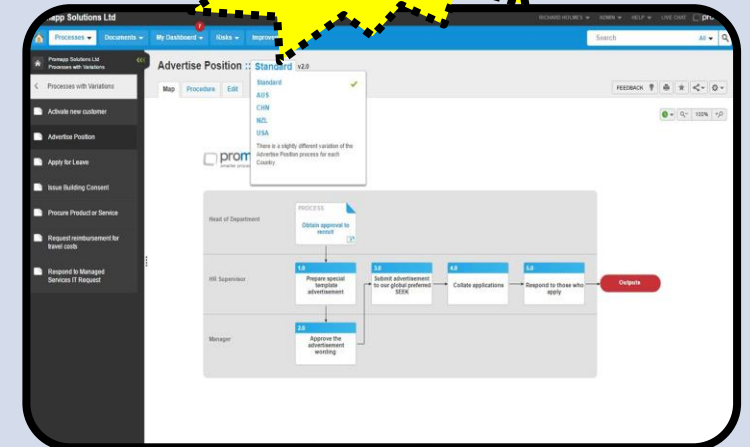 app Solutions Ltd
RICHARD HOLMES ADMIN HELP LIVE CHAT pro
7
Processes Documents My Dashboard Risks Improve
Search All
Promapp Solutions Ltd
Processes with Variations
Processes with Variations
Activate new customer
Advertise Position
Apply for Leave
Issue Building Consent
Procure Product or Service
Request reimbursement for
travel costs
Respond to Managed
Services IT Request
Advertise Position :: Standard v2.0
Map Procedure Edit
FEEDBACK
100%
Standard
AUS
CHN
NZL
USA
There is a slightly different variation of the
Advertise Position process for each
Country
prom
Head of Department
PROCESS
Obtain approval to
recruit
HR Supervisor
1.0
Prepare special
template
advertisement
3.0
Submit advertisement
to our global preferred
SEEK
4.0
Collate applications
5.0
Respond to those who
apply
Outputs
Manager
2.0
Approve the
advertisement
wording